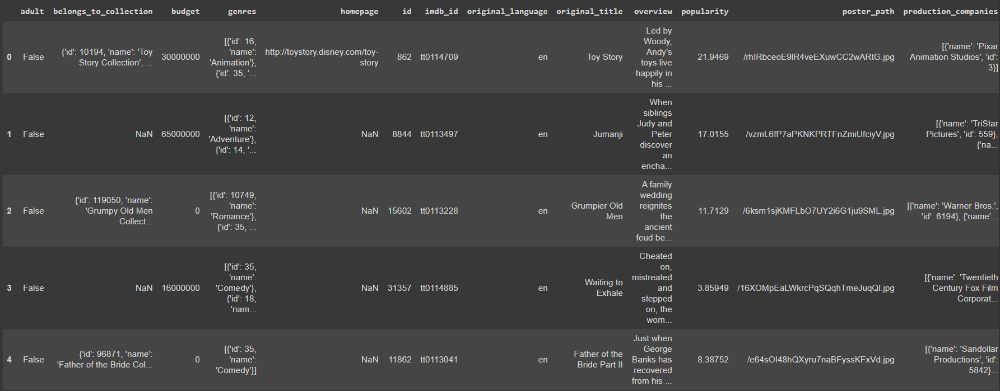 adult belongs_to_collection budget genres homepage id imdb_id original_language original_title overview popularity poster_path production_companies
0 False {'id': 10194, 'name': 'Toy Story Collection', ... 30000000 [{'id': 16, 'name': 'Animation'}, {'id': 35, '... http://toystory.disney.com/toy-story 862 tt0114709 en Toy Story Led by Woody, Andy's toys live happily in his ... 21.9469 /rhIRbceoE9lR4veEXuwCC2wARtG.jpg [{'name': 'Pixar Animation Studios', 'id': 3}]
1 False NaN 65000000 [{'id': 12, 'name': 'Adventure'}, {'id': 14, '... NaN 8844 tt0113497 en Jumanji When siblings Judy and Peter discover an encha... 17.0155 /vzmL6fP7aPKNKPRTFnZmiUfciyV.jpg [{'name': 'TriStar Pictures', 'id': 559}, {'na...
2 False {'id': 119050, 'name': 'Grumpy Old Men Collect... 0 [{'id': 10749, 'name': 'Romance'}, {'id': 35, ... NaN 15602 tt0113228 en Grumpier Old Men A family wedding reignites the ancient feud be... 11.7129 /6ksm1sjKMFLbO7UY2i6G1ju9SML.jpg [{'name': 'Warner Bros.', 'id': 6194}, {'name'...
3 False NaN 16000000 [{'id': 35, 'name': 'Comedy'}, {'id': 18, 'nam... NaN 31357 tt0114885 en Waiting to Exhale Cheated on, mistreated and stepped on, the wom... 3.85949 /16XOMpEaLWkrcPqSQqhTmeJuqQl.jpg [{'name': 'Twentieth Century Fox Film Corporat...
4 False {'id': 96871, 'name': 'Father of the Bride Col... 0 [{'id': 35, 'name': 'Comedy'}] NaN 11862 tt0113041 en Father of the Bride Part II Just when George Banks has recovered from his ... 8.38752 /e64sOI48hQXyru7naBFyssKFxVd.jpg [{'name': 'Sandollar Productions', 'id': 5842}...